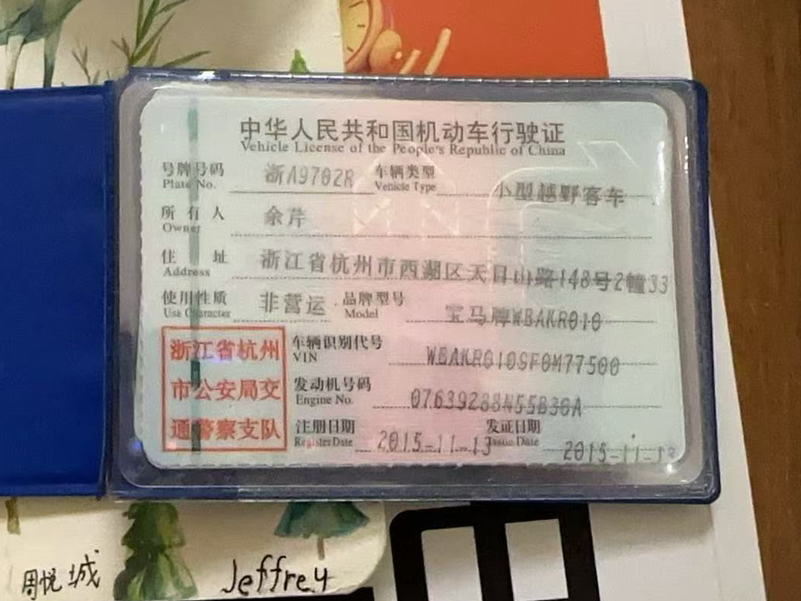 中华人民共和国机动车行驶证
Vehicle License of the People's Republic of China
号牌号码 浙A9702R 车辆类型 小型越野客车
Plate No. Vehicle Type
所有人 余芹
Owner
住址 浙江省杭州市西湖区天目山路148号2幢33
Address
使用性质 非营运 品牌型号 宝马牌WBAKR010
Use Character Model
浙江省杭州
市公安局交
通警察支队
车辆识别代号 WBAKR010SF0M77500
VIN
发动机号码 07639288N55B30A
Engine No.
注册日期 2015-11-13 发证日期 2015-11-13
Register Date Issue Date
周悦城 Jeffrey